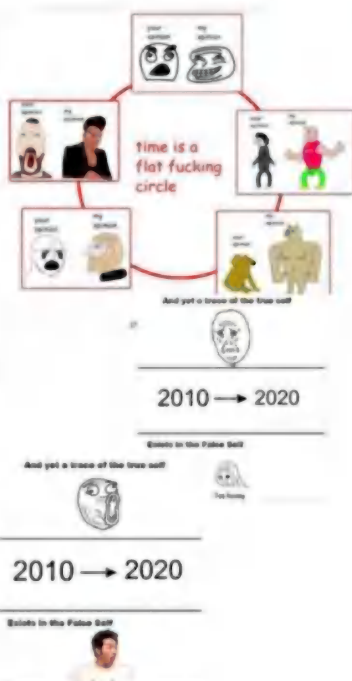 your my
opinion opinion
your my
opinion opinion
time is a
flat fucking
circle
your my
opinion opinion
your my
opinion opinion
my
opinion
your
opinion
And yet a trace of the true self
2010 → 2020
Exists in the False Self
And yet a trace of the true self
2010 → 2020
Exists in the False Self